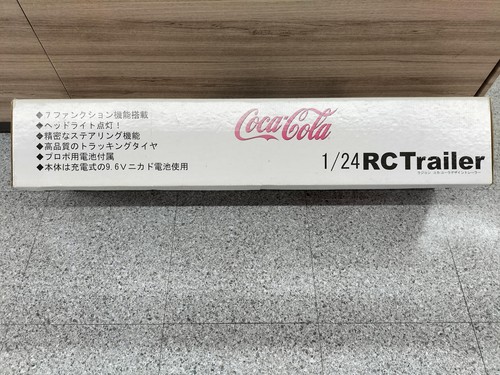 ◆7ファンクション機能搭載
◆ヘッドライト点灯！
◆精密なステアリング機能
◆高品質のトラッキングタイヤ
◆プロポ用電池付属
◆本体は充電式の9.6Vニカド電池使用
Coca-Cola
1/24RCTrailer